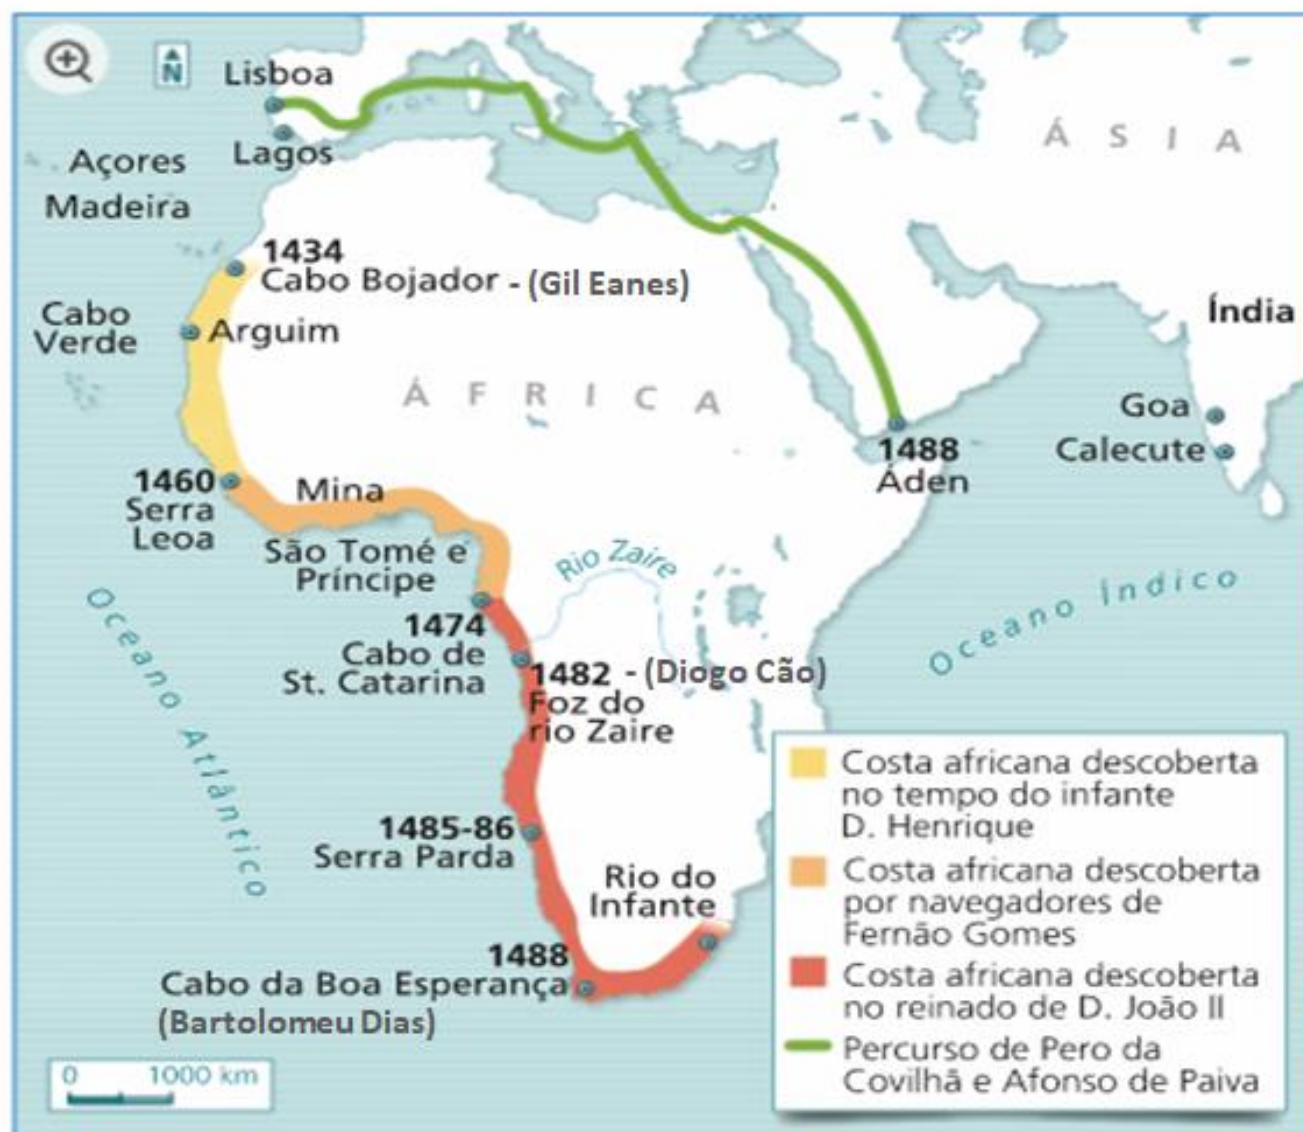 N
Lisboa
Lagos
Açores
Madeira
ÁSIA
1434
Cabo Bojador - (Gil Eanes)
Cabo
Verde
Arguim
Índia
ÁFRICA
Goa
Calecute
1488
Áden
1460
Serra
Leoa
Mina
São Tomé e
Príncipe
Rio Zaire
Oceano Índico
Oceano Atlântico
1474
Cabo de
St. Catarina
1482 - (Diogo Cão)
Foz do
rio Zaire
1485-86
Serra Parda
Rio do
Infante
1488
Cabo da Boa Esperança
(Bartolomeu Dias)
Costa africana descoberta
no tempo do infante
D. Henrique
Costa africana descoberta
por navegadores de
Fernão Gomes
Costa africana descoberta
no reinado de D. João II
Percurso de Pero da
Covilhã e Afonso de Paiva
0 1000 km